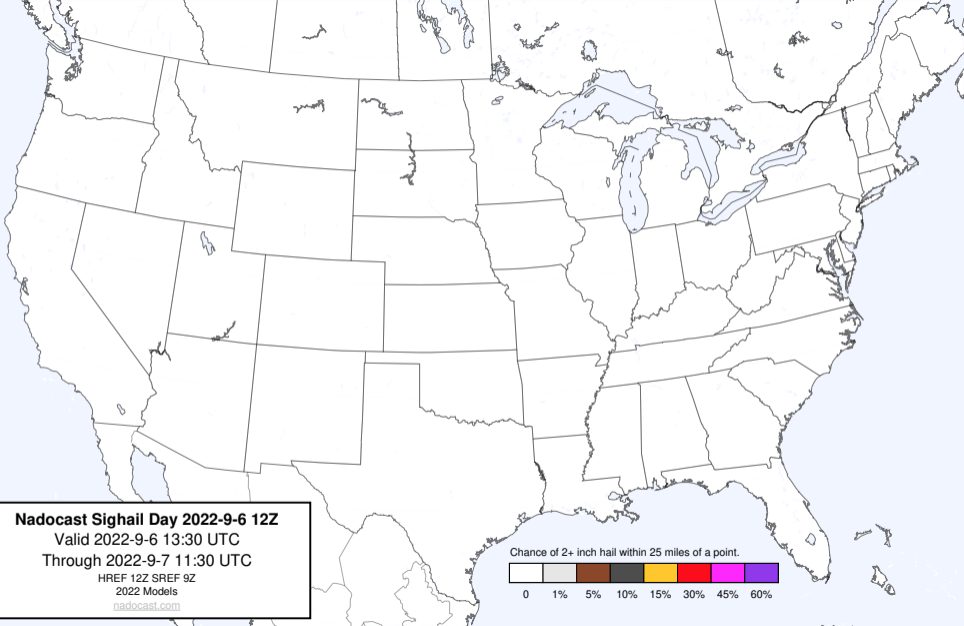 Nadocast Sighail Day 2022-9-6 12Z
Valid 2022-9-6 13:30 UTC
Through 2022-9-7 11:30 UTC
HREF 12Z SREF 9Z
2022 Models
nadocast.com
Chance of 2+ inch hail within 25 miles of a point.
0 1% 5% 10% 15% 30% 45% 60%